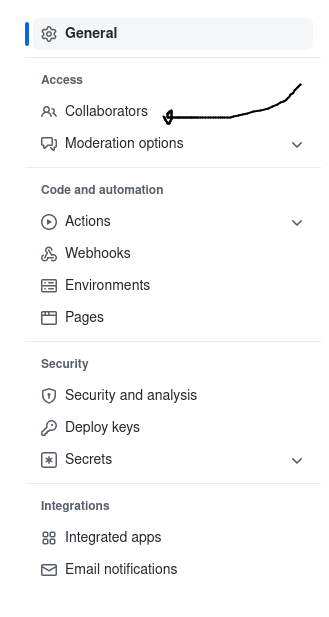 General
Access
Collaborators
Moderation options
Code and automation
Actions
Webhooks
Environments
Pages
Security
Security and analysis
Deploy keys
Secrets
Integrations
Integrated apps
Email notifications